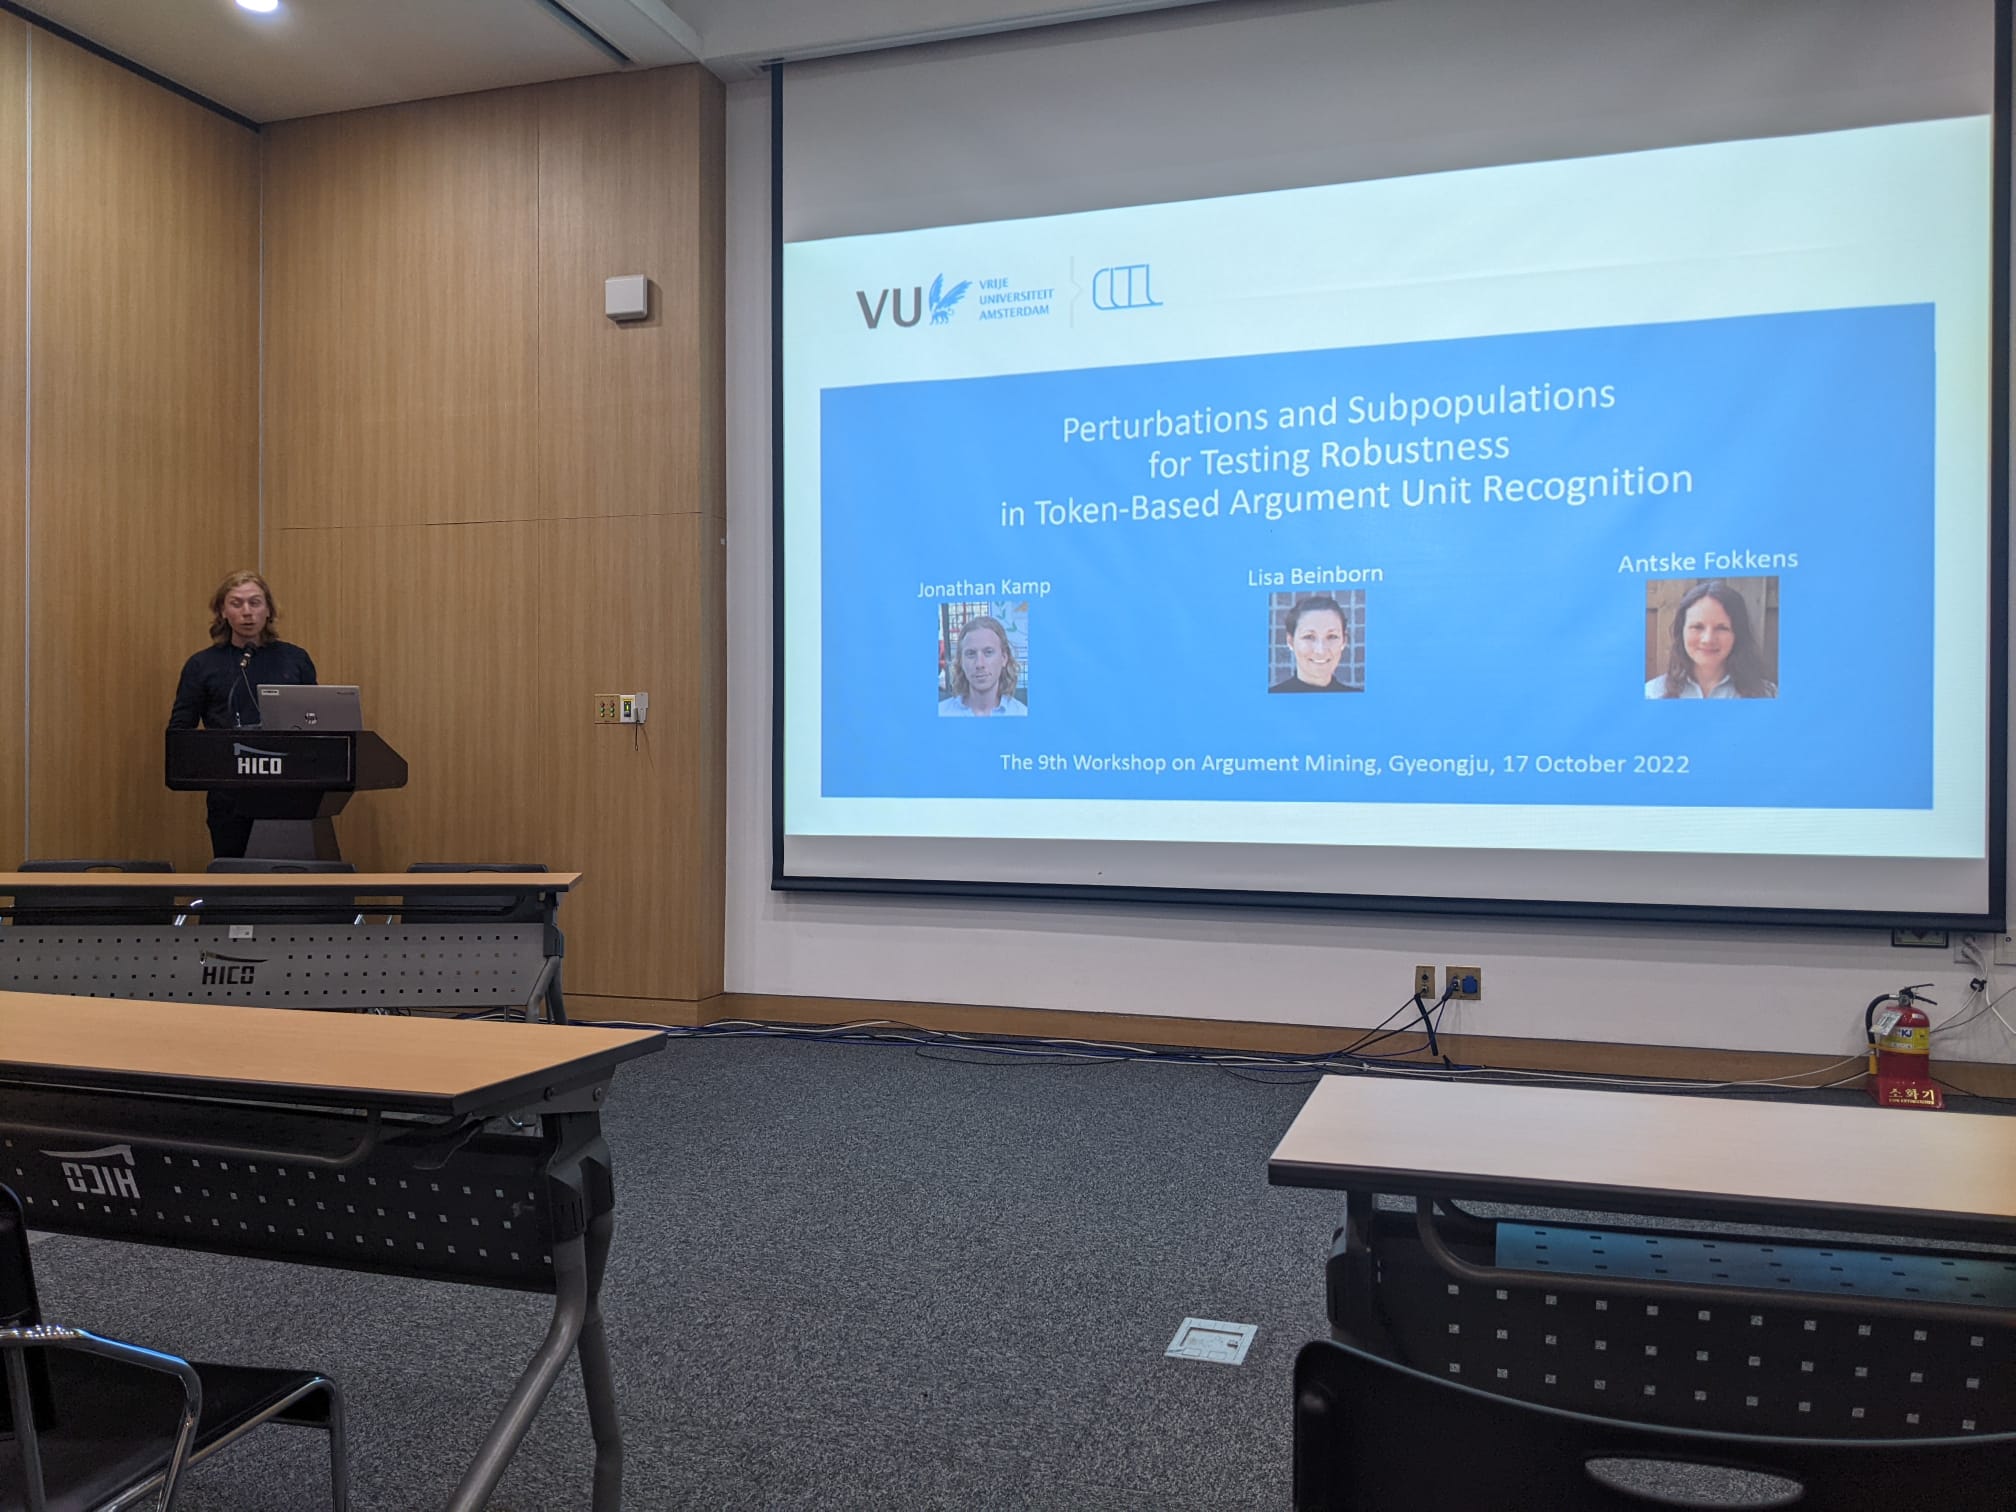 VU
VRIJE
UNIVERSITEIT
AMSTERDAM
CLTL
Perturbations and Subpopulations
for Testing Robustness
in Token-Based Argument Unit Recognition
Jonathan Kamp
Lisa Beinborn
Antske Fokkens
The 9th Workshop on Argument Mining, Gyeongju, 17 October 2022
hp
HICO
HICO
HICO
소화기